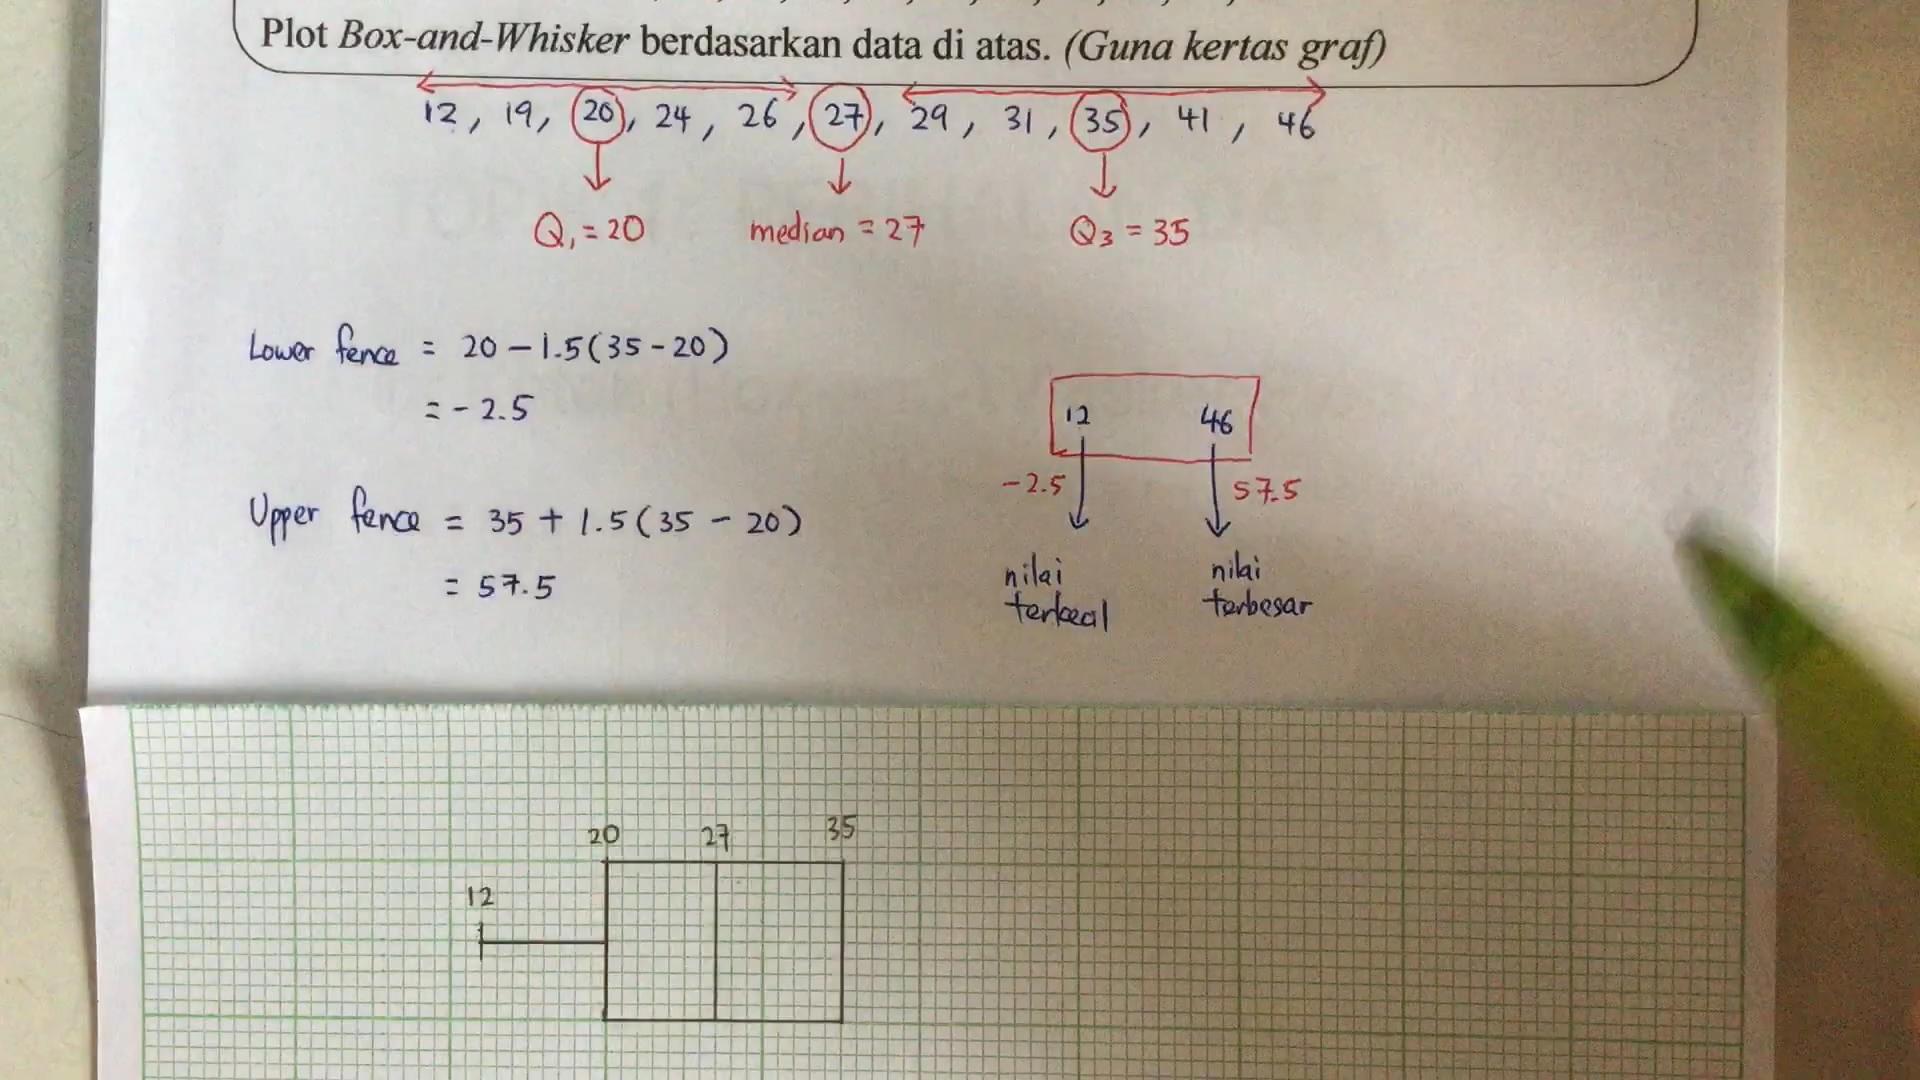 Plot Box-and-Whisker berdasarkan data di atas. (Guna kertas graf)
12, 19, 20, 24, 26, 27, 29, 31, 35, 41, 46
Q1 = 20 median = 27 Q3 = 35
Lower fence = 20 - 1.5(35 - 20)
= - 2.5
Upper fence = 35 + 1.5(35 - 20)
= 57.5
12 46
-2.5 57.5
nilai terkecil
nilai terbesar
20 27 35
12